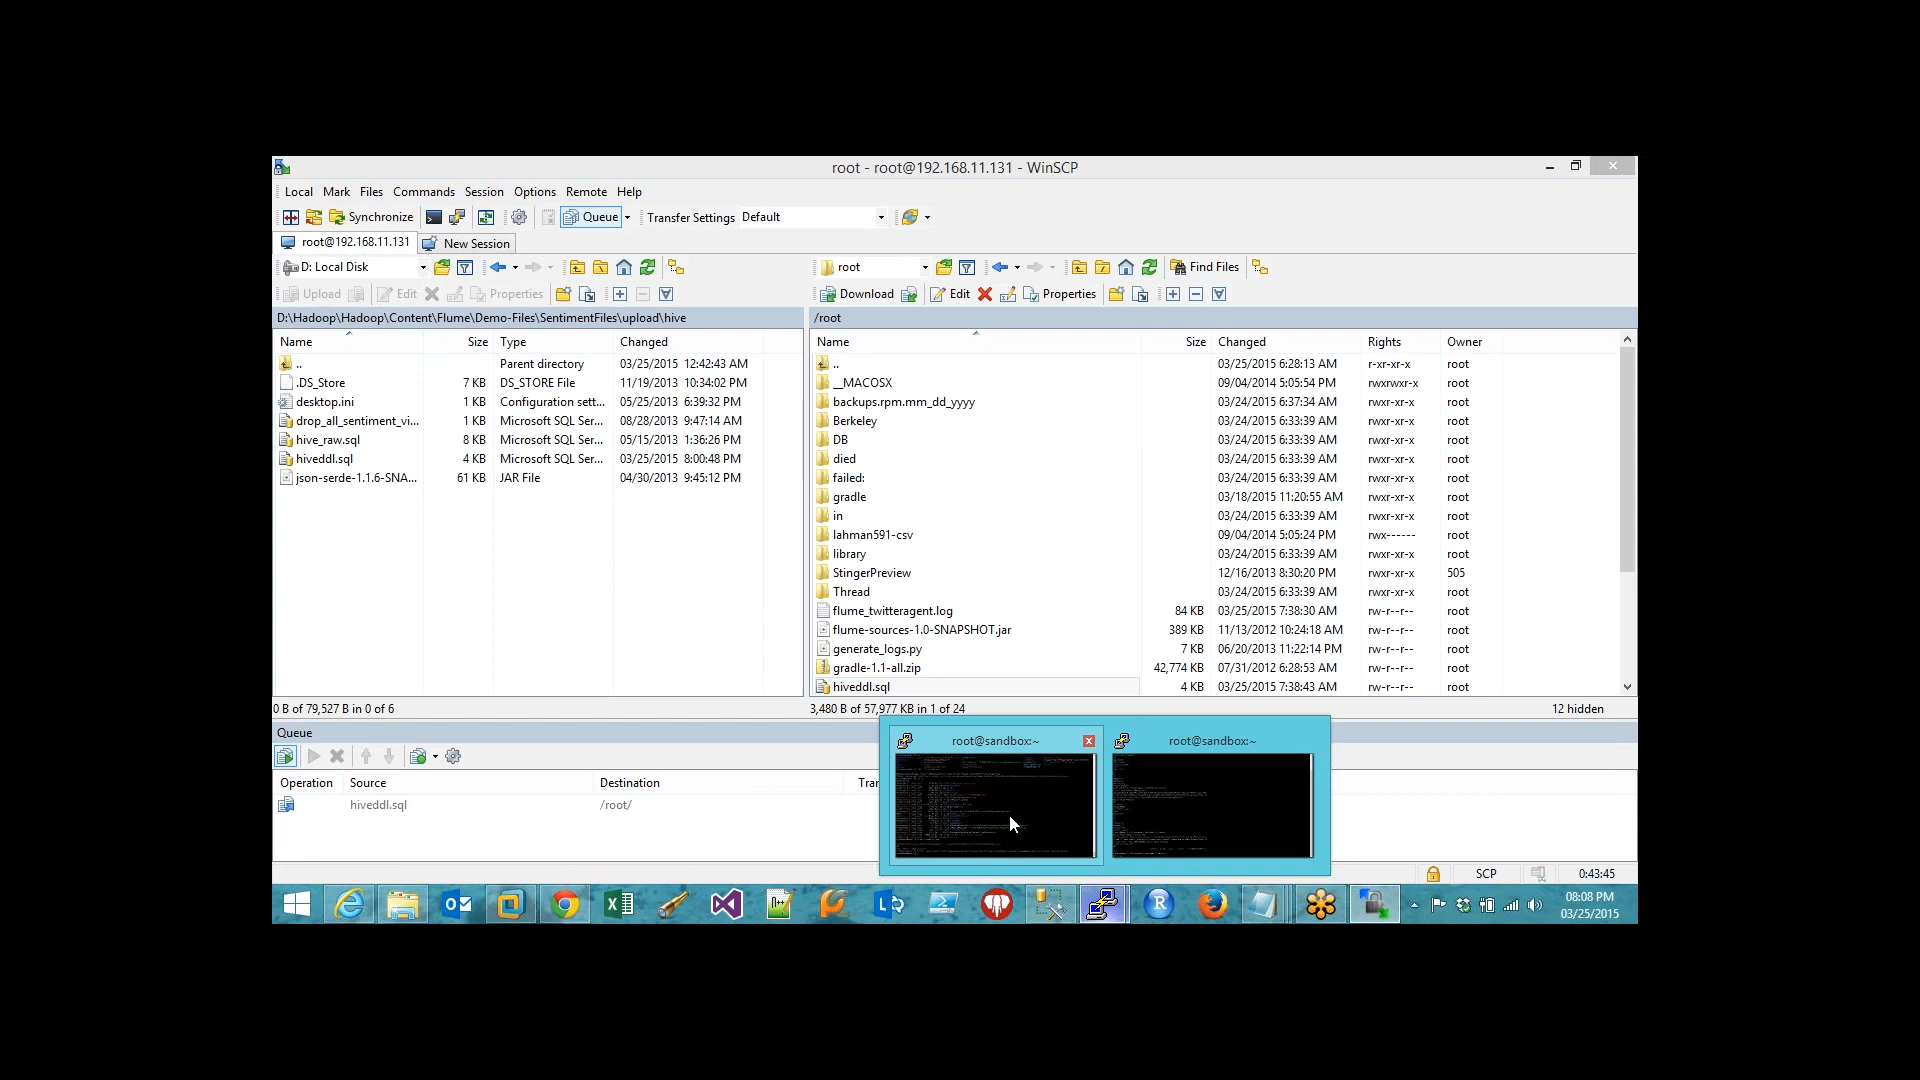 root - root@192.168.11.131 - WinSCP
Local Mark Files Commands Session Options Remote Help
Synchronize Queue Transfer Settings Default
root@192.168.11.131 New Session
D: Local Disk root Find Files
Upload Edit Properties Download Edit Properties
D:\Hadoop\Hadoop\Content\Flume\Demo-Files\SentimentFiles\upload\hive /root
Name Size Type Changed
.. Parent directory 03/25/2015 12:42:43 AM
.DS_Store 7 KB DS_STORE File 11/19/2013 10:34:02 PM
desktop.ini 1 KB Configuration sett... 05/25/2013 6:39:32 PM
drop_all_sentiment_vi... 1 KB Microsoft SQL Ser... 08/28/2013 9:47:14 AM
hive_raw.sql 8 KB Microsoft SQL Ser... 05/15/2013 1:36:26 PM
hiveddl.sql 4 KB Microsoft SQL Ser... 03/25/2015 8:00:48 PM
json-serde-1.1.6-SNA... 61 KB JAR File 04/30/2013 9:45:12 PM
Name Size Changed Rights Owner
.. 03/25/2015 6:28:13 AM r-xr-xr-x root
__MACOSX 09/04/2014 5:05:54 PM rwxrwxr-x root
backups.rpm.mm_dd_yyyy 03/24/2015 6:37:34 AM rwxr-xr-x root
Berkeley 03/24/2015 6:33:39 AM rwxr-xr-x root
DB 03/24/2015 6:33:39 AM rwxr-xr-x root
died 03/24/2015 6:33:39 AM rwxr-xr-x root
failed: 03/24/2015 6:33:39 AM rwxr-xr-x root
gradle 03/18/2015 11:20:55 AM rwxr-xr-x root
in 03/24/2015 6:33:39 AM rwxr-xr-x root
lahman591-csv 09/04/2014 5:05:24 PM rwx------ root
library 03/24/2015 6:33:39 AM rwxr-xr-x root
StingerPreview 12/16/2013 8:30:20 PM rwxr-xr-x 505
Thread 03/24/2015 6:33:39 AM rwxr-xr-x root
flume_twitteragent.log 84 KB 03/25/2015 7:38:30 AM rw-r--r-- root
flume-sources-1.0-SNAPSHOT.jar 389 KB 11/13/2012 10:24:18 AM rw-r--r-- root
generate_logs.py 7 KB 06/20/2013 11:22:14 PM rw-r--r-- root
gradle-1.1-all.zip 42,774 KB 07/31/2012 6:28:53 AM rw-r--r-- root
hiveddl.sql 4 KB 03/25/2015 7:38:43 AM rw-r--r-- root
0 B of 79,527 B in 0 of 6 3,480 B of 57,977 KB in 1 of 24 12 hidden
Queue
root@sandbox:~ root@sandbox:~
Operation Source Destination Tran
hiveddl.sql /root/
SCP 0:43:45
08:08 PM
03/25/2015